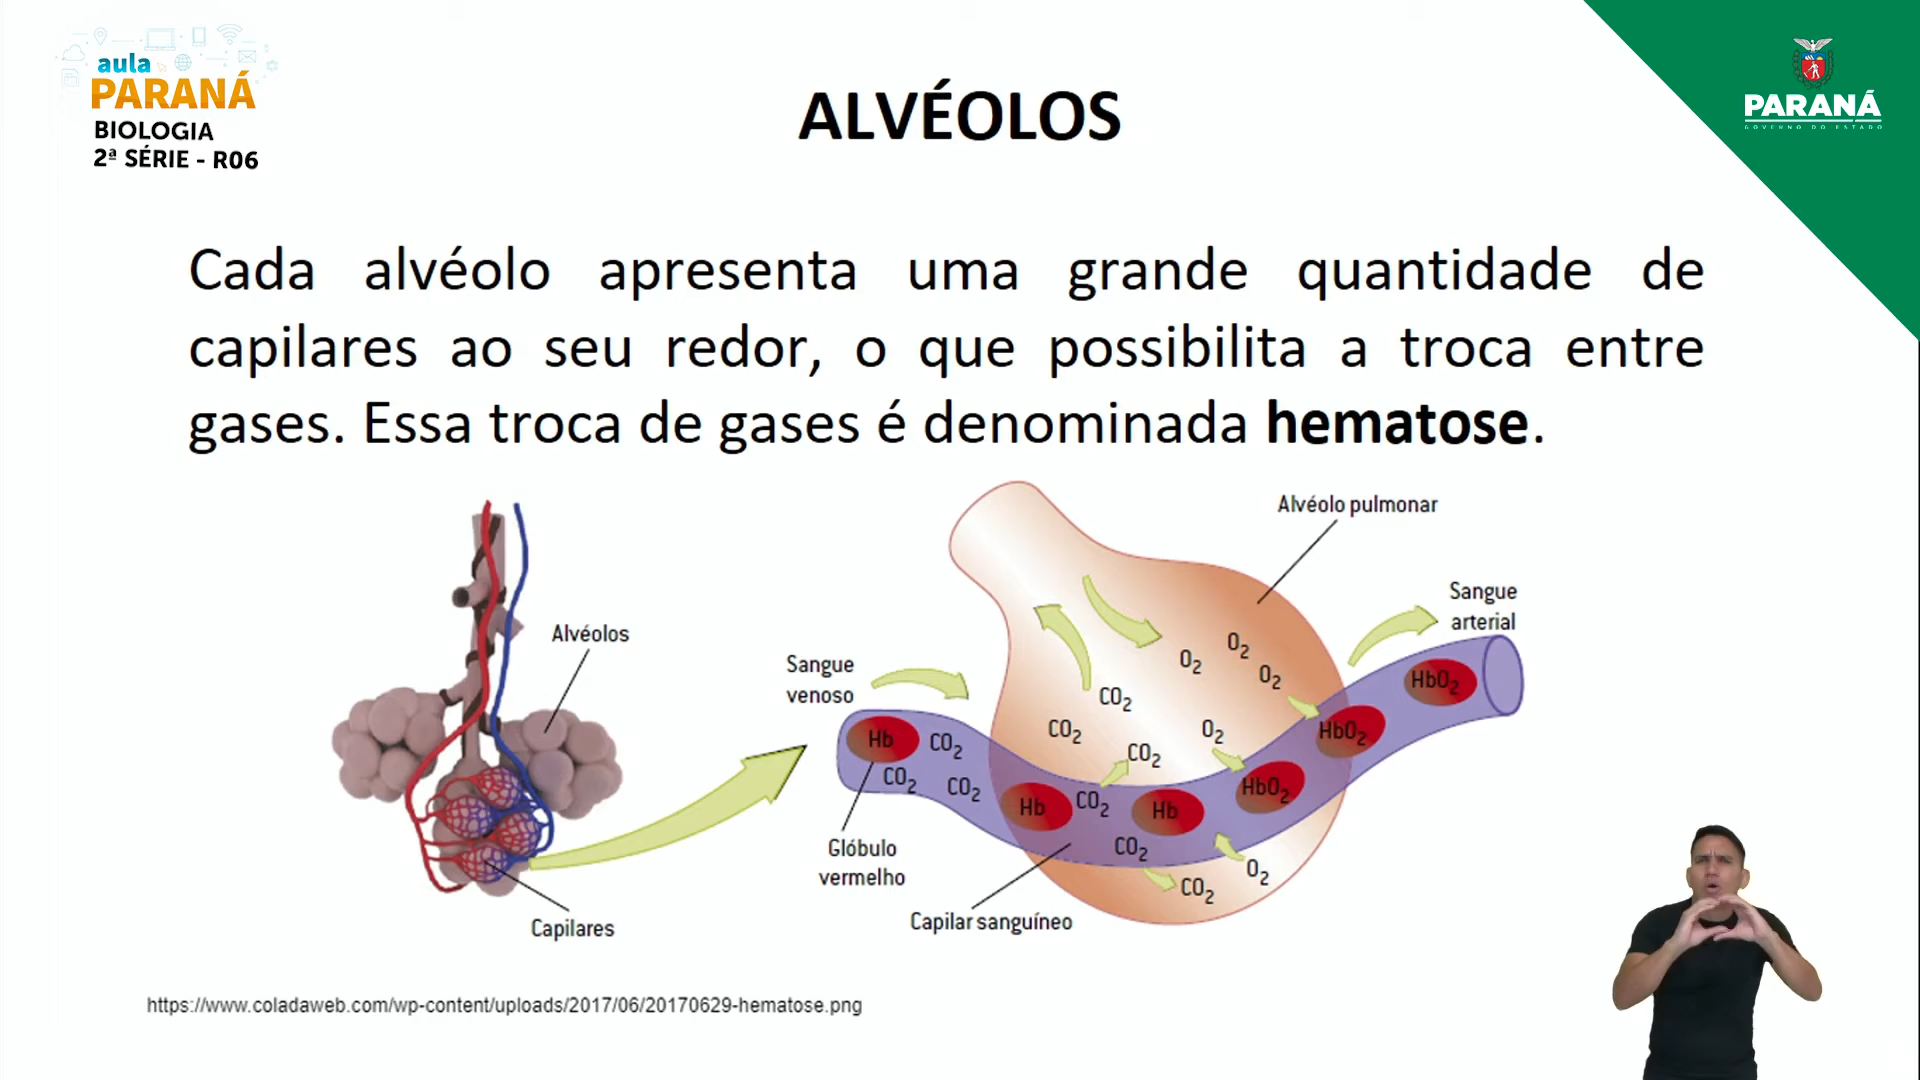 aula
PARANÁ
BIOLOGIA
2ª SÉRIE - R06
PARANÁ
GOVERNO DO ESTADO
ALVÉOLOS
Cada alvéolo apresenta uma grande quantidade de
capilares ao seu redor, o que possibilita a troca entre
gases. Essa troca de gases é denominada hematose.
Alvéolos
Capilares
Alvéolo pulmonar
Sangue
arterial
Sangue
venoso
O₂
O₂
O₂
CO₂
CO₂
O₂
CO₂
HbO₂
HbO₂
Hb
CO₂
CO₂
CO₂
HbO₂
Hb
CO₂
Hb
CO₂
O₂
CO₂
Glóbulo
vermelho
Capilar sanguíneo
https://www.coladaweb.com/wp-content/uploads/2017/06/20170629-hematose.png